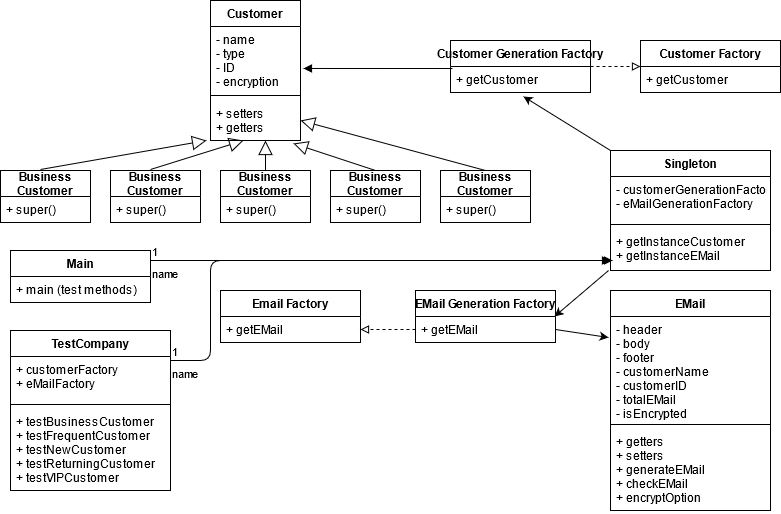 Customer
- name
- type
- ID
- encryption
+ setters
+ getters
Customer Generation Factory
+ getCustomer
Customer Factory
+ getCustomer
Business
Customer
+ super()
Business
Customer
+ super()
Business
Customer
+ super()
Business
Customer
+ super()
Business
Customer
+ super()
Singleton
- customerGenerationFacto
- eMailGenerationFactory
+ getInstanceCustomer
+ getInstanceEMail
Main
+ main (test methods)
1
name
Email Factory
+ getEMail
EMail Generation Factory
+ getEMail
EMail
- header
- body
- footer
- customerName
- customerID
- totalEMail
- isEncrypted
+ getters
+ setters
+ generateEMail
+ checkEMail
+ encryptOption
TestCompany
+ customerFactory
+ eMailFactory
+ testBusinessCustomer
+ testFrequentCustomer
+ testNewCustomer
+ testReturningCustomer
+ testVIPCustomer
1
name